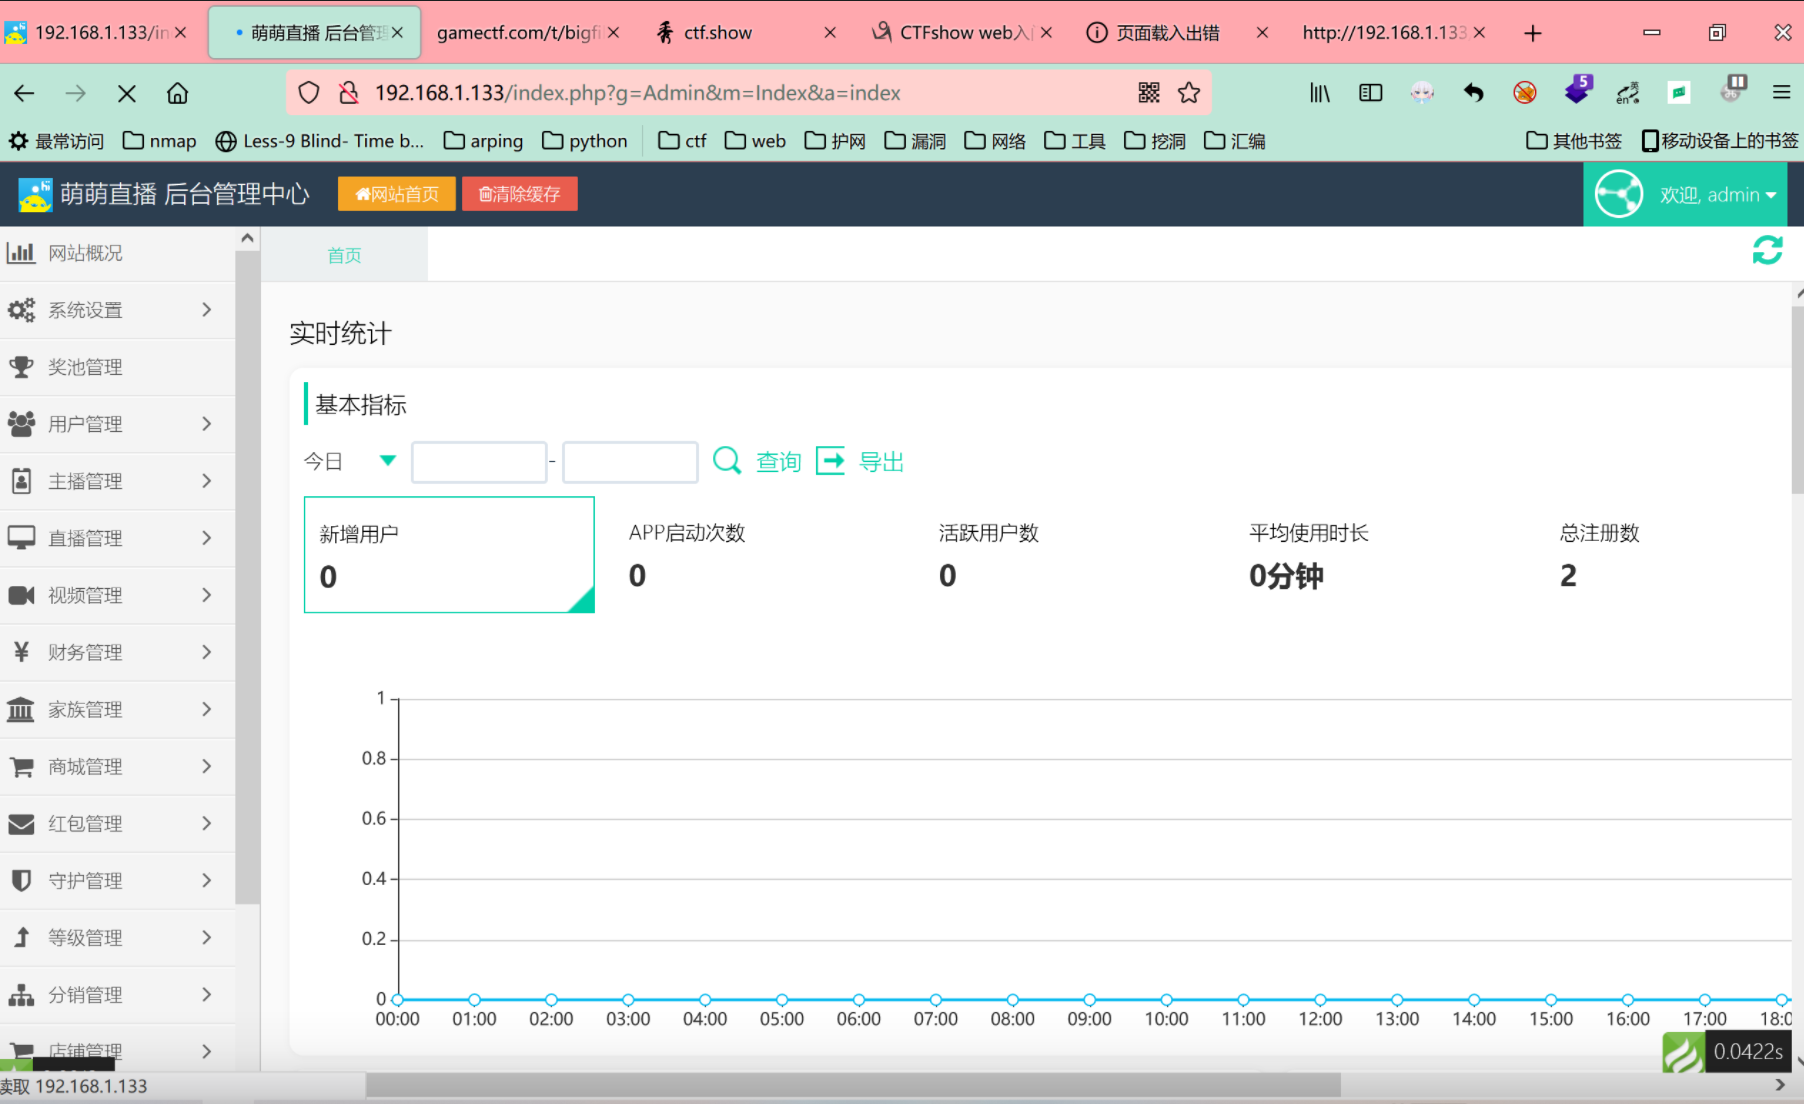 192.168.1.133/in
萌萌直播 后台管理
gamectf.com/t/bigfi
ctf.show
CTFshow web入门
页面载入出错
http://192.168.1.133
192.168.1.133/index.php?g=Admin&m=Index&a=index
5
最常访问
nmap
Less-9 Blind- Time b...
arping
python
ctf
web
护网
漏洞
网络
工具
挖洞
汇编
其他书签
移动设备上的书签
萌萌直播 后台管理中心
网站首页
清除缓存
欢迎, admin
网站概况
系统设置
奖池管理
用户管理
主播管理
直播管理
视频管理
财务管理
家族管理
商城管理
红包管理
守护管理
等级管理
分销管理
店铺管理
首页
实时统计
基本指标
今日
-
查询
导出
新增用户
0
APP启动次数
0
活跃用户数
0
平均使用时长
0分钟
总注册数
2
1
0.8
0.6
0.4
0.2
0
00:00 01:00 02:00 03:00 04:00 05:00 06:00 07:00 08:00 09:00 10:00 11:00 12:00 13:00 14:00 15:00 16:00 17:00 18:0
0.0422s
读取 192.168.1.133